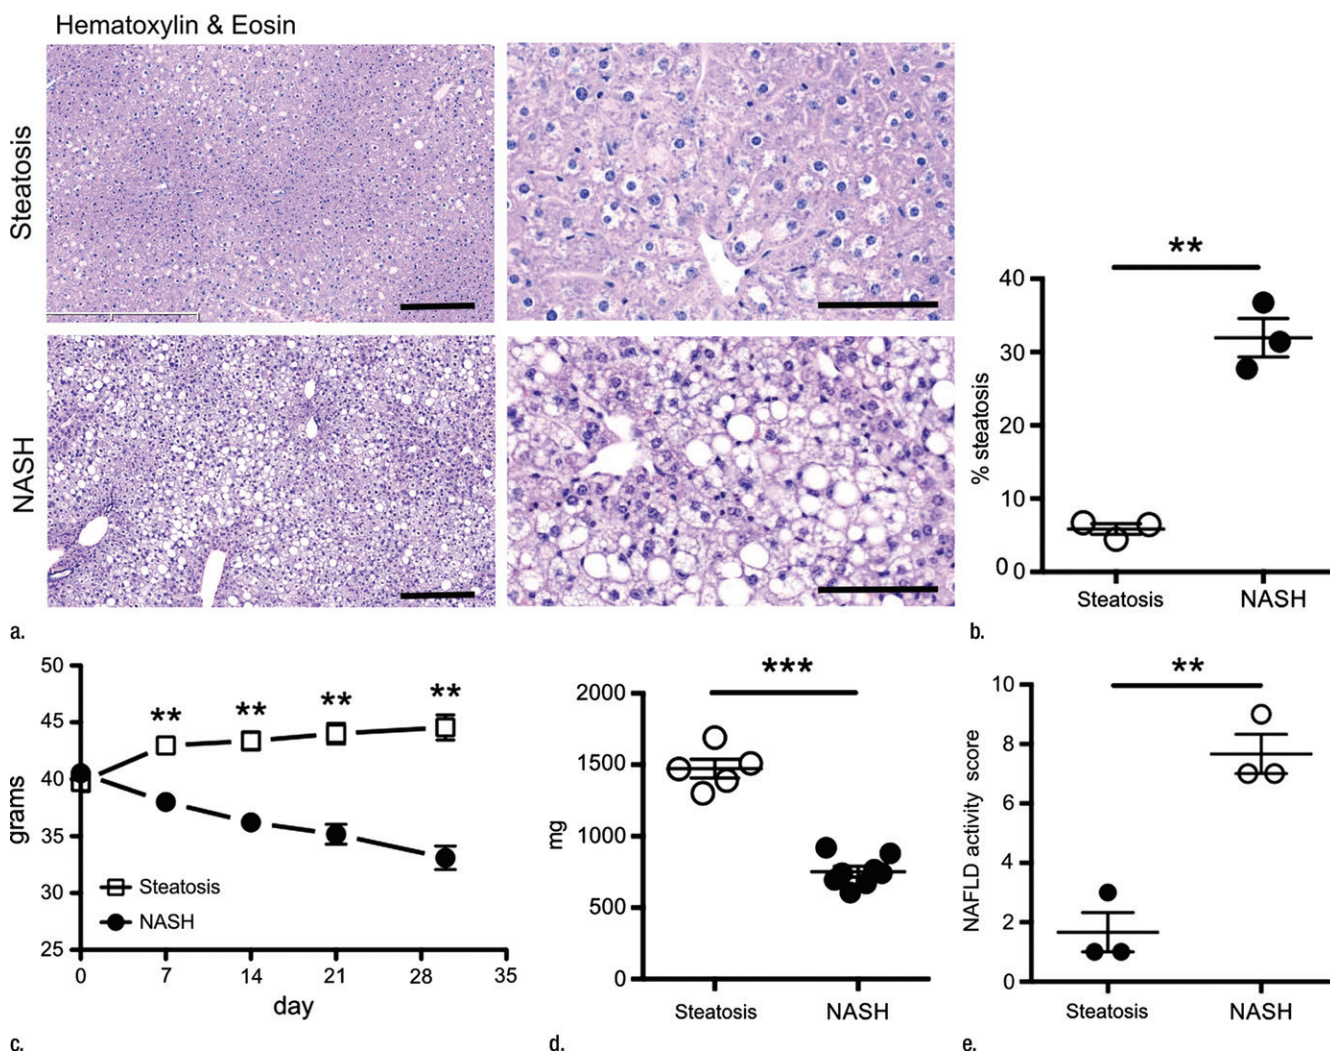 Hematoxylin & Eosin
Steatosis
NASH
a.
**
40
30
20
10
0 0
% steatosis
Steatosis NASH
b.
50
45
40
35
30
25
grams
** ** ** **
Steatosis
NASH
0 7 14 21 28 35
day
c.
***
2000
1500
1000
500
0
mg
Steatosis NASH
d.
**
10
8
6
4
2
0
NAFLD activity score
Steatosis NASH
e.